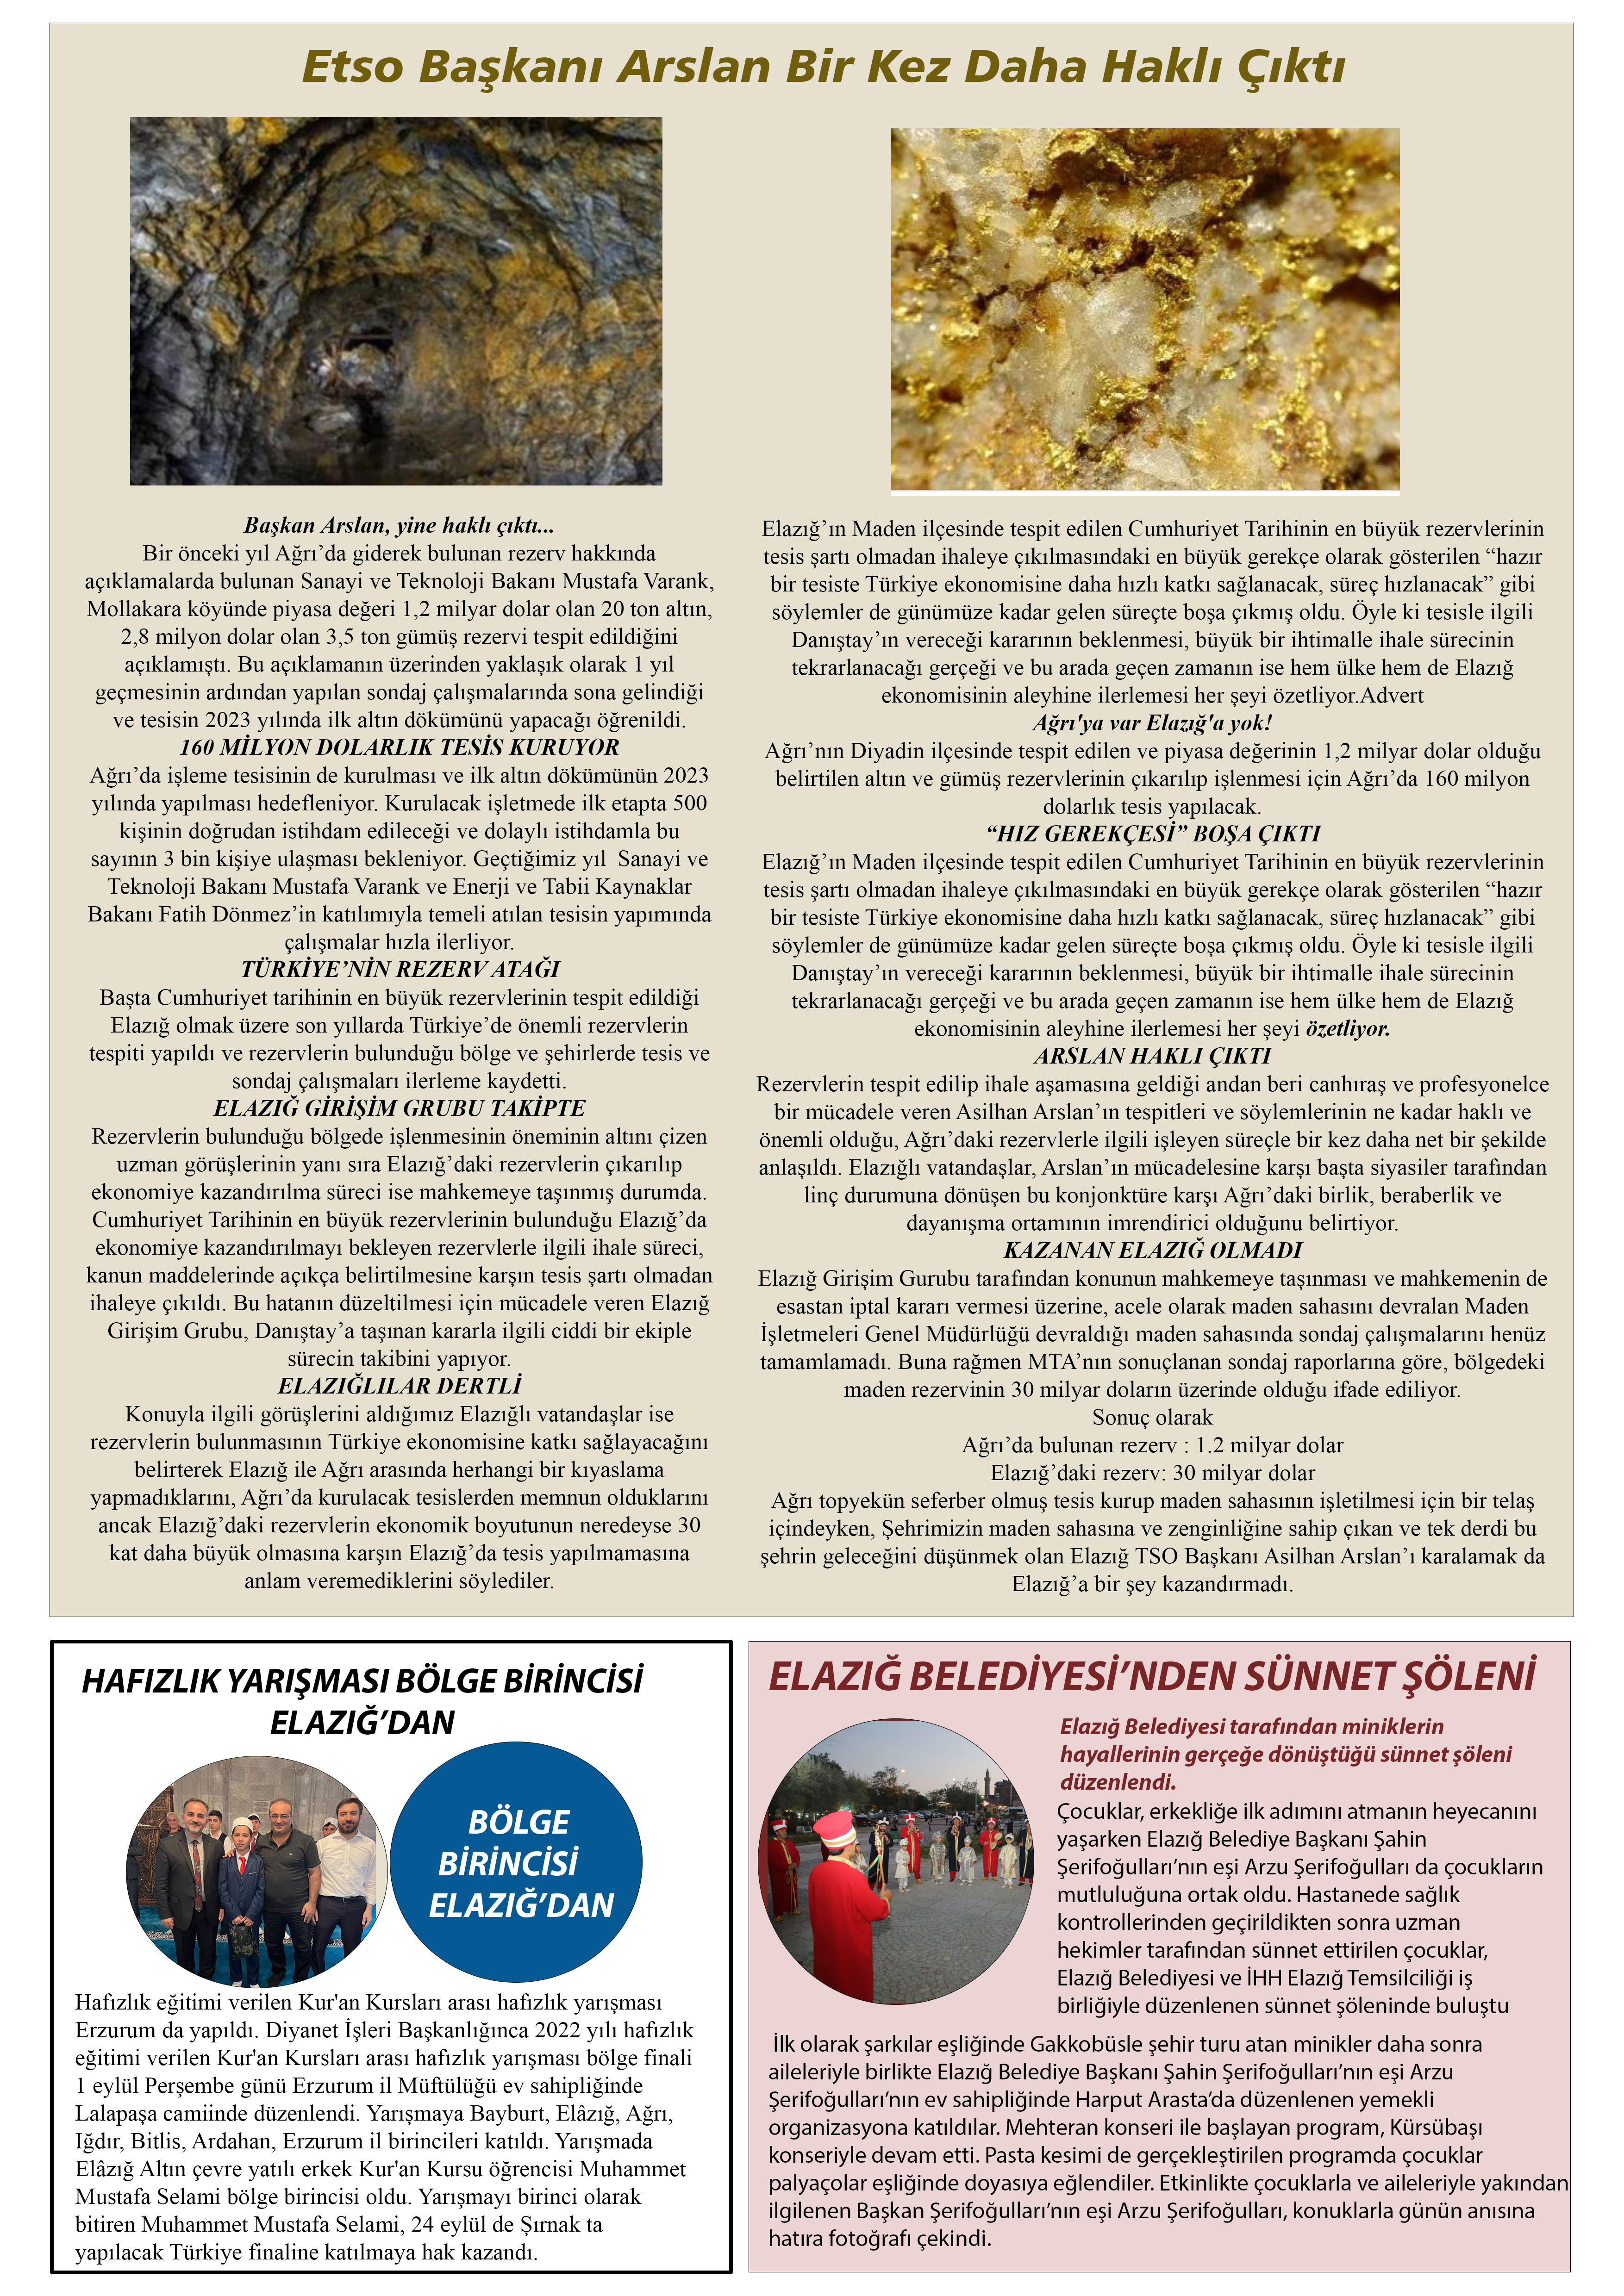 Etso Başkanı Arslan Bir Kez Daha Haklı Çıktı
Başkan Arslan, yine haklı çıktı...
Bir önceki yıl Ağrı’da giderek bulunan rezerv hakkında
açıklamalarda bulunan Sanayi ve Teknoloji Bakanı Mustafa Varank,
Mollakara köyünde piyasa değeri 1,2 milyar dolar olan 20 ton altın,
2,8 milyon dolar olan 3,5 ton gümüş rezervi tespit edildiğini
açıklamıştı. Bu açıklamanın üzerinden yaklaşık olarak 1 yıl
geçmesinin ardından yapılan sondaj çalışmalarında sona gelindiği
ve tesisin 2023 yılında ilk altın dökümünü yapacağı öğrenildi.
160 MİLYON DOLARLIK TESİS KURUYOR
Ağrı’da işleme tesisinin de kurulması ve ilk altın dökümünün 2023
yılında yapılması hedefleniyor. Kurulacak işletmede ilk etapta 500
kişinin doğrudan istihdam edileceği ve dolaylı istihdamla bu
sayının 3 bin kişiye ulaşması bekleniyor. Geçtiğimiz yıl  Sanayi ve
Teknoloji Bakanı Mustafa Varank ve Enerji ve Tabii Kaynaklar
Bakanı Fatih Dönmez’in katılımıyla temeli atılan tesisin yapımında
çalışmalar hızla ilerliyor.
TÜRKİYE’NİN REZERV ATAĞI
Başta Cumhuriyet tarihinin en büyük rezervlerinin tespit edildiği
Elazığ olmak üzere son yıllarda Türkiye’de önemli rezervlerin
tespiti yapıldı ve rezervlerin bulunduğu bölge ve şehirlerde tesis ve
sondaj çalışmaları ilerleme kaydetti.
ELAZIĞ GİRİŞİM GRUBU TAKİPTE
Rezervlerin bulunduğu bölgede işlenmesinin öneminin altını çizen
uzman görüşlerinin yanı sıra Elazığ’daki rezervlerin çıkarılıp
ekonomiye kazandırılma süreci ise mahkemeye taşınmış durumda.
Cumhuriyet Tarihinin en büyük rezervlerinin bulunduğu Elazığ’da
ekonomiye kazandırılmayı bekleyen rezervlerle ilgili ihale süreci,
kanun maddelerinde açıkça belirtilmesine karşın tesis şartı olmadan
ihaleye çıkıldı. Bu hatanın düzeltilmesi için mücadele veren Elazığ
Girişim Grubu, Danıştay’a taşınan kararla ilgili ciddi bir ekiple
sürecin takibini yapıyor.
ELAZIĞLILAR DERTLİ
Konuyla ilgili görüşlerini aldığımız Elazığlı vatandaşlar ise
rezervlerin bulunmasının Türkiye ekonomisine katkı sağlayacağını
belirterek Elazığ ile Ağrı arasında herhangi bir kıyaslama
yapmadıklarını, Ağrı’da kurulacak tesislerden memnun olduklarını
ancak Elazığ’daki rezervlerin ekonomik boyutunun neredeyse 30
kat daha büyük olmasına karşın Elazığ’da tesis yapılmamasına
anlam veremediklerini söylediler.
Elazığ’ın Maden ilçesinde tespit edilen Cumhuriyet Tarihinin en büyük rezervlerinin
tesis şartı olmadan ihaleye çıkılmasındaki en büyük gerekçe olarak gösterilen “hazır
bir tesiste Türkiye ekonomisine daha hızlı katkı sağlanacak, süreç hızlanacak” gibi
söylemler de günümüze kadar gelen süreçte boşa çıkmış oldu. Öyle ki tesisle ilgili
Danıştay’ın vereceği kararının beklenmesi, büyük bir ihtimalle ihale sürecinin
tekrarlanacağı gerçeği ve bu arada geçen zamanın ise hem ülke hem de Elazığ
ekonomisinin aleyhine ilerlemesi her şeyi özetliyor.Advert
Ağrı'ya var Elazığ'a yok!
Ağrı’nın Diyadin ilçesinde tespit edilen ve piyasa değerinin 1,2 milyar dolar olduğu
belirtilen altın ve gümüş rezervlerinin çıkarılıp işlenmesi için Ağrı’da 160 milyon
dolarlık tesis yapılacak.
“HIZ GEREKÇESİ” BOŞA ÇIKTI
Elazığ’ın Maden ilçesinde tespit edilen Cumhuriyet Tarihinin en büyük rezervlerinin
tesis şartı olmadan ihaleye çıkılmasındaki en büyük gerekçe olarak gösterilen “hazır
bir tesiste Türkiye ekonomisine daha hızlı katkı sağlanacak, süreç hızlanacak” gibi
söylemler de günümüze kadar gelen süreçte boşa çıkmış oldu. Öyle ki tesisle ilgili
Danıştay’ın vereceği kararının beklenmesi, büyük bir ihtimalle ihale sürecinin
tekrarlanacağı gerçeği ve bu arada geçen zamanın ise hem ülke hem de Elazığ
ekonomisinin aleyhine ilerlemesi her şeyi özetliyor.
ARSLAN HAKLI ÇIKTI
Rezervlerin tespit edilip ihale aşamasına geldiği andan beri canhıraş ve profesyonelce
bir mücadele veren Asilhan Arslan’ın tespitleri ve söylemlerinin ne kadar haklı ve
önemli olduğu, Ağrı’daki rezervlerle ilgili işleyen süreçle bir kez daha net bir şekilde
anlaşıldı. Elazığlı vatandaşlar, Arslan’ın mücadelesine karşı başta siyasiler tarafından
linç durumuna dönüşen bu konjonktüre karşı Ağrı’daki birlik, beraberlik ve
dayanışma ortamının imrendirici olduğunu belirtiyor.
KAZANAN ELAZIĞ OLMADI
Elazığ Girişim Gurubu tarafından konunun mahkemeye taşınması ve mahkemenin de
esastan iptal kararı vermesi üzerine, acele olarak maden sahasını devralan Maden
İşletmeleri Genel Müdürlüğü devraldığı maden sahasında sondaj çalışmalarını henüz
tamamlamadı. Buna rağmen MTA’nın sonuçlanan sondaj raporlarına göre, bölgedeki
maden rezervinin 30 milyar doların üzerinde olduğu ifade ediliyor.
Sonuç olarak
Ağrı’da bulunan rezerv : 1.2 milyar dolar
Elazığ’daki rezerv: 30 milyar dolar
Ağrı topyekün seferber olmuş tesis kurup maden sahasının işletilmesi için bir telaş
içindeyken, Şehrimizin maden sahasına ve zenginliğine sahip çıkan ve tek derdi bu
şehrin geleceğini düşünmek olan Elazığ TSO Başkanı Asilhan Arslan’ı karalamak da
Elazığ’a bir şey kazandırmadı.
HAFIZLIK YARIŞMASI BÖLGE BİRİNCİSİ
ELAZIĞ’DAN
BÖLGE
BİRİNCİSİ
ELAZIĞ’DAN
Hafızlık eğitimi verilen Kur'an Kursları arası hafızlık yarışması
Erzurum da yapıldı. Diyanet İşleri Başkanlığınca 2022 yılı hafızlık
eğitimi verilen Kur'an Kursları arası hafızlık yarışması bölge finali
1 eylül Perşembe günü Erzurum il Müftülüğü ev sahipliğinde
Lalapaşa camiinde düzenlendi. Yarışmaya Bayburt, Elâzığ, Ağrı,
Iğdır, Bitlis, Ardahan, Erzurum il birincileri katıldı. Yarışmada
Elâzığ Altın çevre yatılı erkek Kur'an Kursu öğrencisi Muhammet
Mustafa Selami bölge birincisi oldu. Yarışmayı birinci olarak
bitiren Muhammet Mustafa Selami, 24 eylül de Şırnak ta
yapılacak Türkiye finaline katılmaya hak kazandı.
ELAZIĞ BELEDİYESİ’NDEN SÜNNET ŞÖLENİ
Elazığ Belediyesi tarafından miniklerin
hayallerinin gerçeğe dönüştüğü sünnet şöleni
düzenlendi.
Çocuklar, erkekliğe ilk adımını atmanın heyecanını
yaşarken Elazığ Belediye Başkanı Şahin
Şerifoğulları’nın eşi Arzu Şerifoğulları da çocukların
mutluluğuna ortak oldu. Hastanede sağlık
kontrollerinden geçirildikten sonra uzman
hekimler tarafından sünnet ettirilen çocuklar,
Elazığ Belediyesi ve İHH Elazığ Temsilciliği iş
birliğiyle düzenlenen sünnet şöleninde buluştu
İlk olarak şarkılar eşliğinde Gakkobüsle şehir turu atan minikler daha sonra
aileleriyle birlikte Elazığ Belediye Başkanı Şahin Şerifoğulları’nın eşi Arzu
Şerifoğulları’nın ev sahipliğinde Harput Arasta’da düzenlenen yemekli
organizasyona katıldılar. Mehteran konseri ile başlayan program, Kürsübaşı
konseriyle devam etti. Pasta kesimi de gerçekleştirilen programda çocuklar
palyaçolar eşliğinde doyasıya eğlendiler. Etkinlikte çocuklarla ve aileleriyle yakından
ilgilenen Başkan Şerifoğulları’nın eşi Arzu Şerifoğulları, konuklarla günün anısına
hatıra fotoğrafı çekindi.